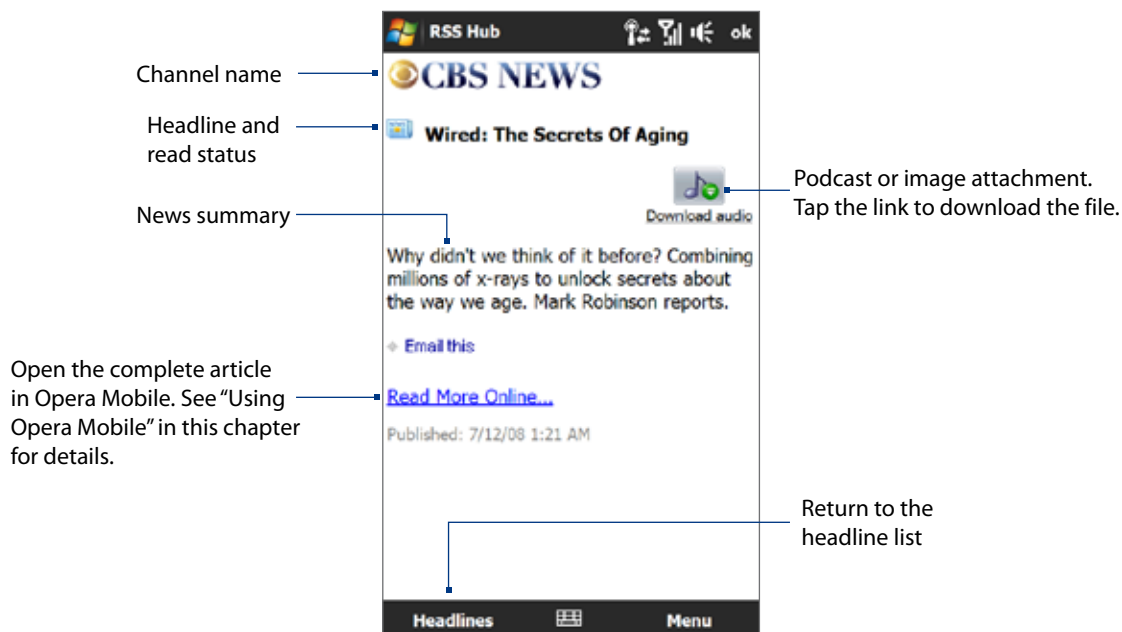 RSS Hub
ok
Channel name
CBS NEWS
Headline and
read status
Wired: The Secrets Of Aging
Podcast or image attachment.
Tap the link to download the file.
Download audio
News summary
Why didn't we think of it before? Combining
millions of x-rays to unlock secrets about
the way we age. Mark Robinson reports.
Email this
Open the complete article
in Opera Mobile. See “Using
Opera Mobile” in this chapter
for details.
Read More Online...
Published: 7/12/08 1:21 AM
Return to the
headline list
Headlines
Menu